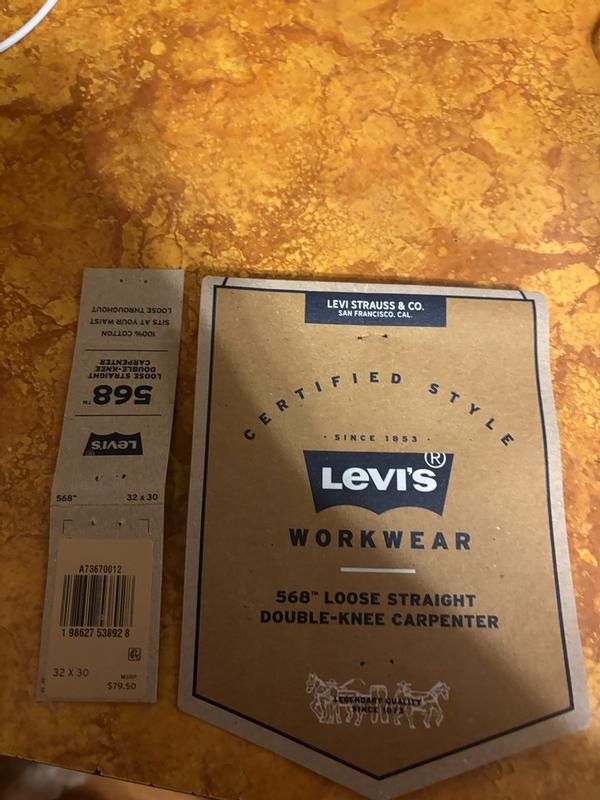 LOOSE THROUGHOUT
SITS AT YOUR WAIST
100% COTTON
LOOSE STRAIGHT
DOUBLE-KNEE
CARPENTER
568™
LEVI'S®
568™ 32 x 30
A73670012
1 98627 53892 8
32 X 30
MSRP
$79.50
LEVI STRAUSS & CO.
SAN FRANCISCO, CAL.
CERTIFIED STYLE
· SINCE 1853 ·
LEVI'S®
WORKWEAR
568™ LOOSE STRAIGHT
DOUBLE-KNEE CARPENTER
LEGENDARY QUALITY
SINCE 1873